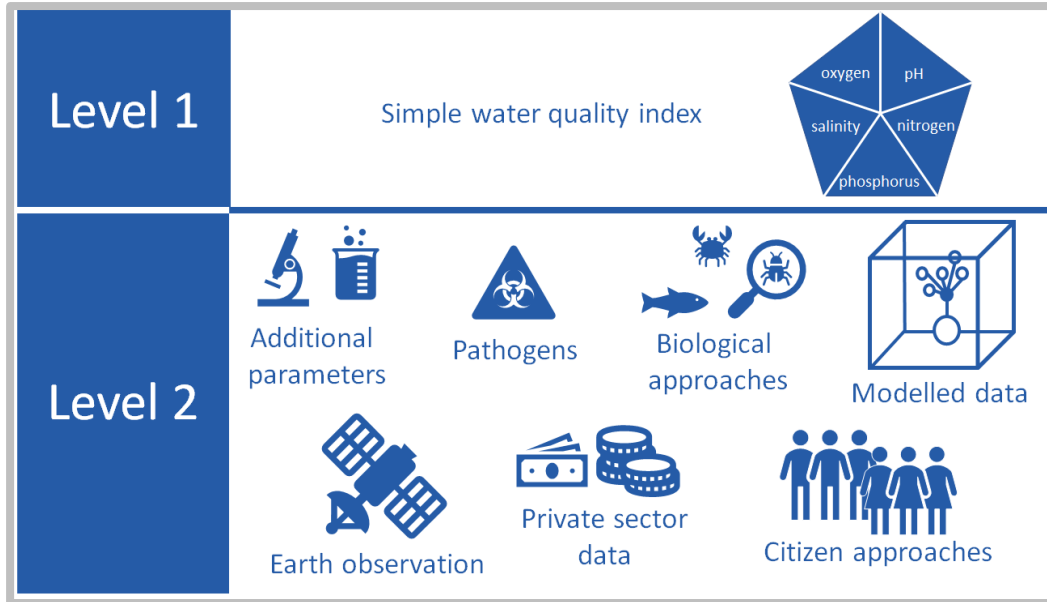 Level 1
Simple water quality index
oxygen
pH
salinity
nitrogen
phosphorus
Level 2
Additional
parameters
Pathogens
Biological
approaches
Modelled data
Earth observation
Private sector
data
Citizen approaches